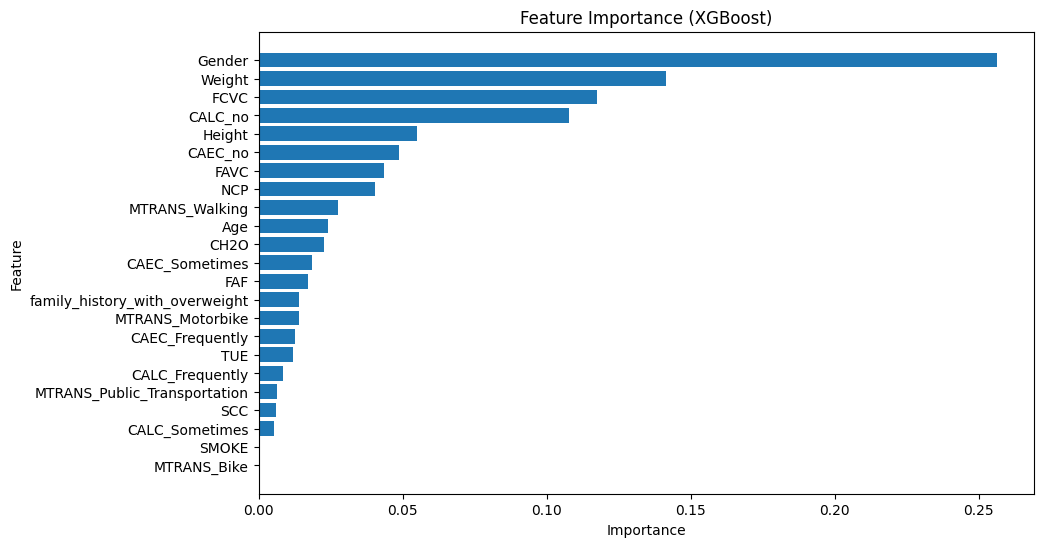 Feature Importance (XGBoost)
Feature
Gender
Weight
FCVC
CALC_no
Height
CAEC_no
FAVC
NCP
MTRANS_Walking
Age
CH2O
CAEC_Sometimes
FAF
family_history_with_overweight
MTRANS_Motorbike
CAEC_Frequently
TUE
CALC_Frequently
MTRANS_Public_Transportation
SCC
CALC_Sometimes
SMOKE
MTRANS_Bike
0.00 0.05 0.10 0.15 0.20 0.25
Importance